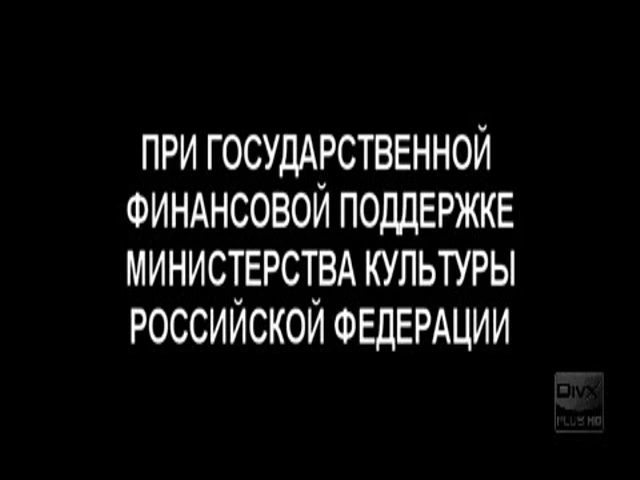 ПРИ ГОСУДАРСТВЕННОЙ
ФИНАНСОВОЙ ПОДДЕРЖКЕ
МИНИСТЕРСТВА КУЛЬТУРЫ
РОССИЙСКОЙ ФЕДЕРАЦИИ
DIVX
PLUS HD